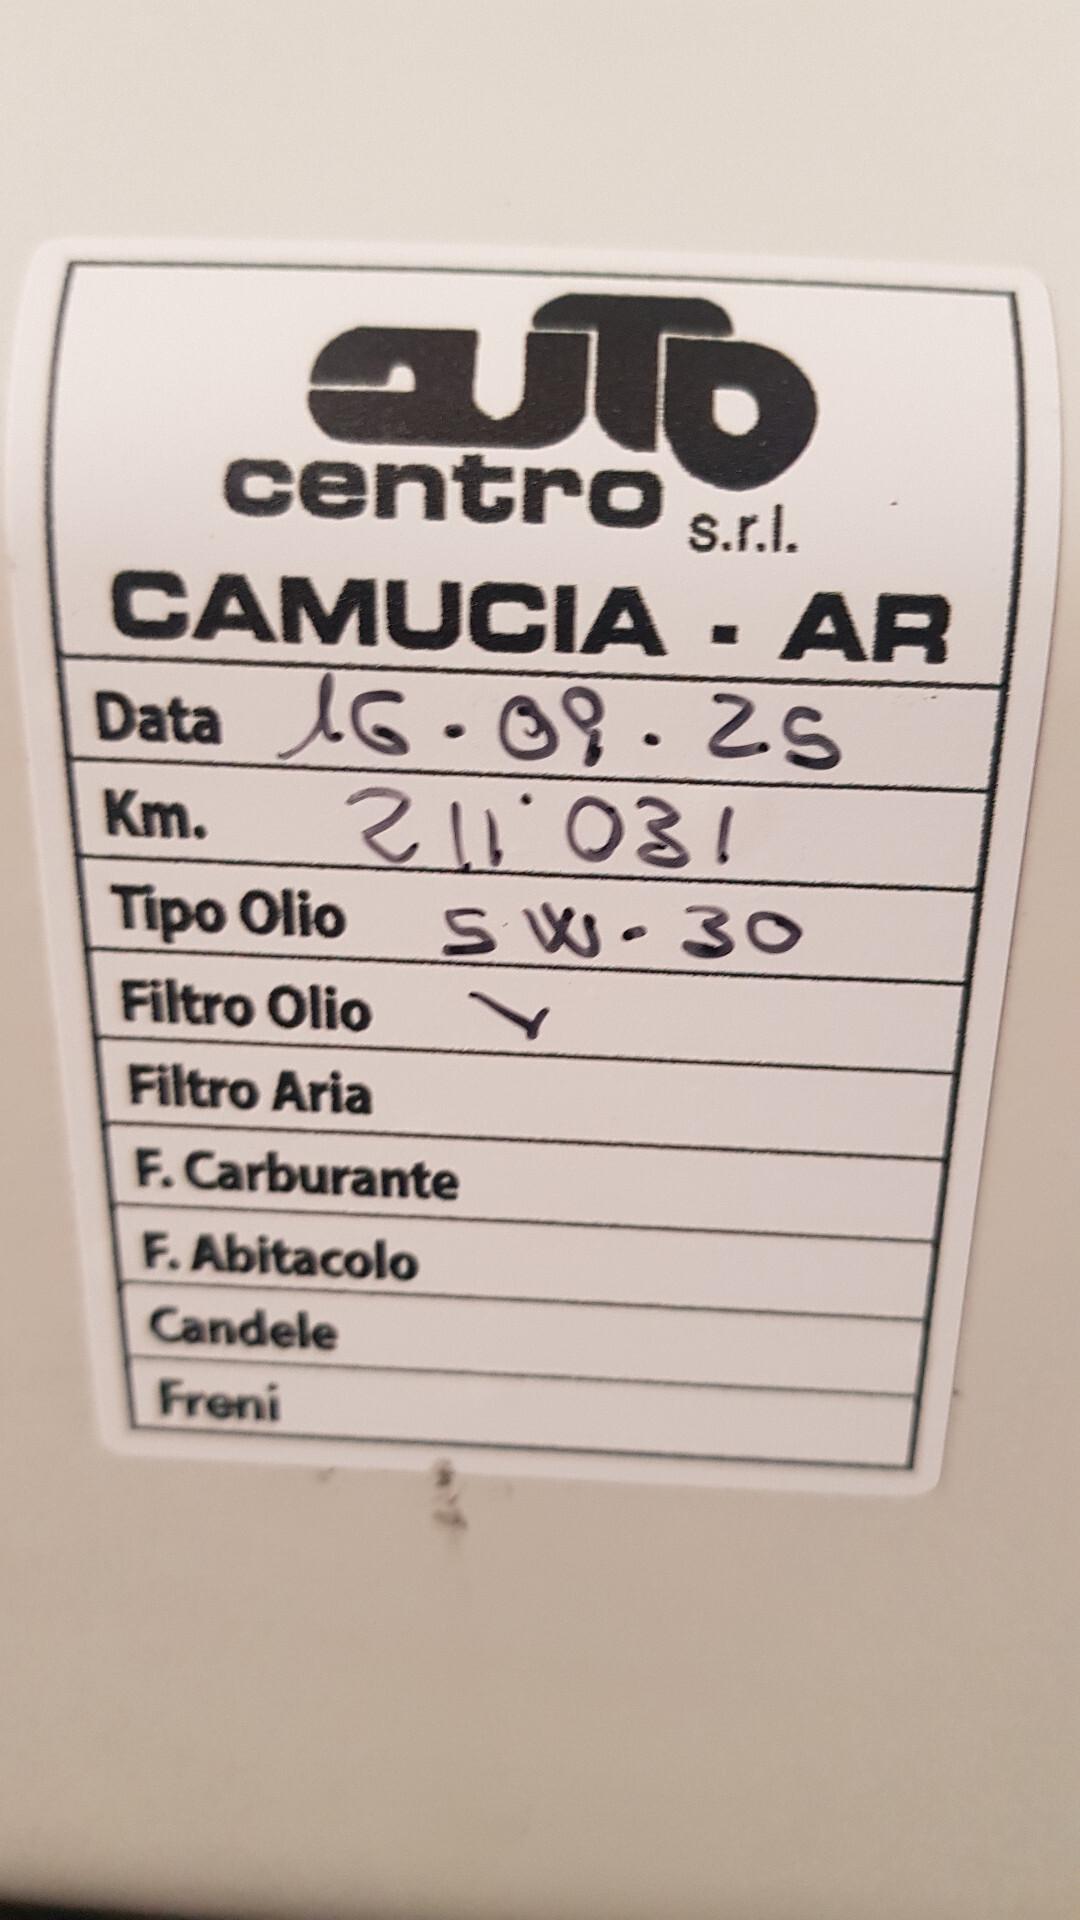 auto
centro s.r.l.
CAMUCIA - AR
Data 16.09.25
Km. 211'031
Tipo Olio 5W-30
Filtro Olio ✓
Filtro Aria
F. Carburante
F. Abitacolo
Candele
Freni